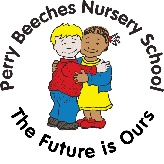 Perry Beeches Nursery School
The Future is Ours